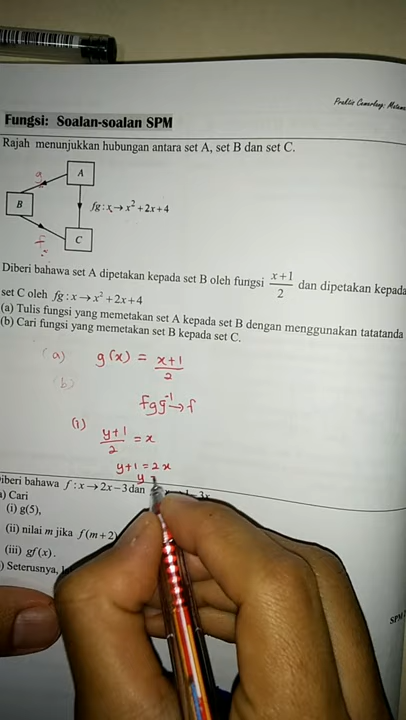 Praktis Cemerlang: Matema
Fungsi: Soalan-soalan SPM
Rajah menunjukkan hubungan antara set A, set B dan set C.
g
A
B
fg : x → x² + 2x + 4
f
C
Diberi bahawa set A dipetakan kepada set B oleh fungsi (x+1)/2 dan dipetakan kepada
set C oleh fg : x → x² + 2x + 4
(a) Tulis fungsi yang memetakan set A kepada set B dengan menggunakan tatatanda
(b) Cari fungsi yang memetakan set B kepada set C.
(a) g(x) = (x+1)/2
(b)
fgg⁻¹ → f
(i) (y+1)/2 = x
y+1 = 2x
y =
iberi bahawa f : x → 2x – 3 dan
) Cari
(i) g(5),
(ii) nilai m jika f(m+2)
(iii) gf(x).
) Seterusnya,
SPM